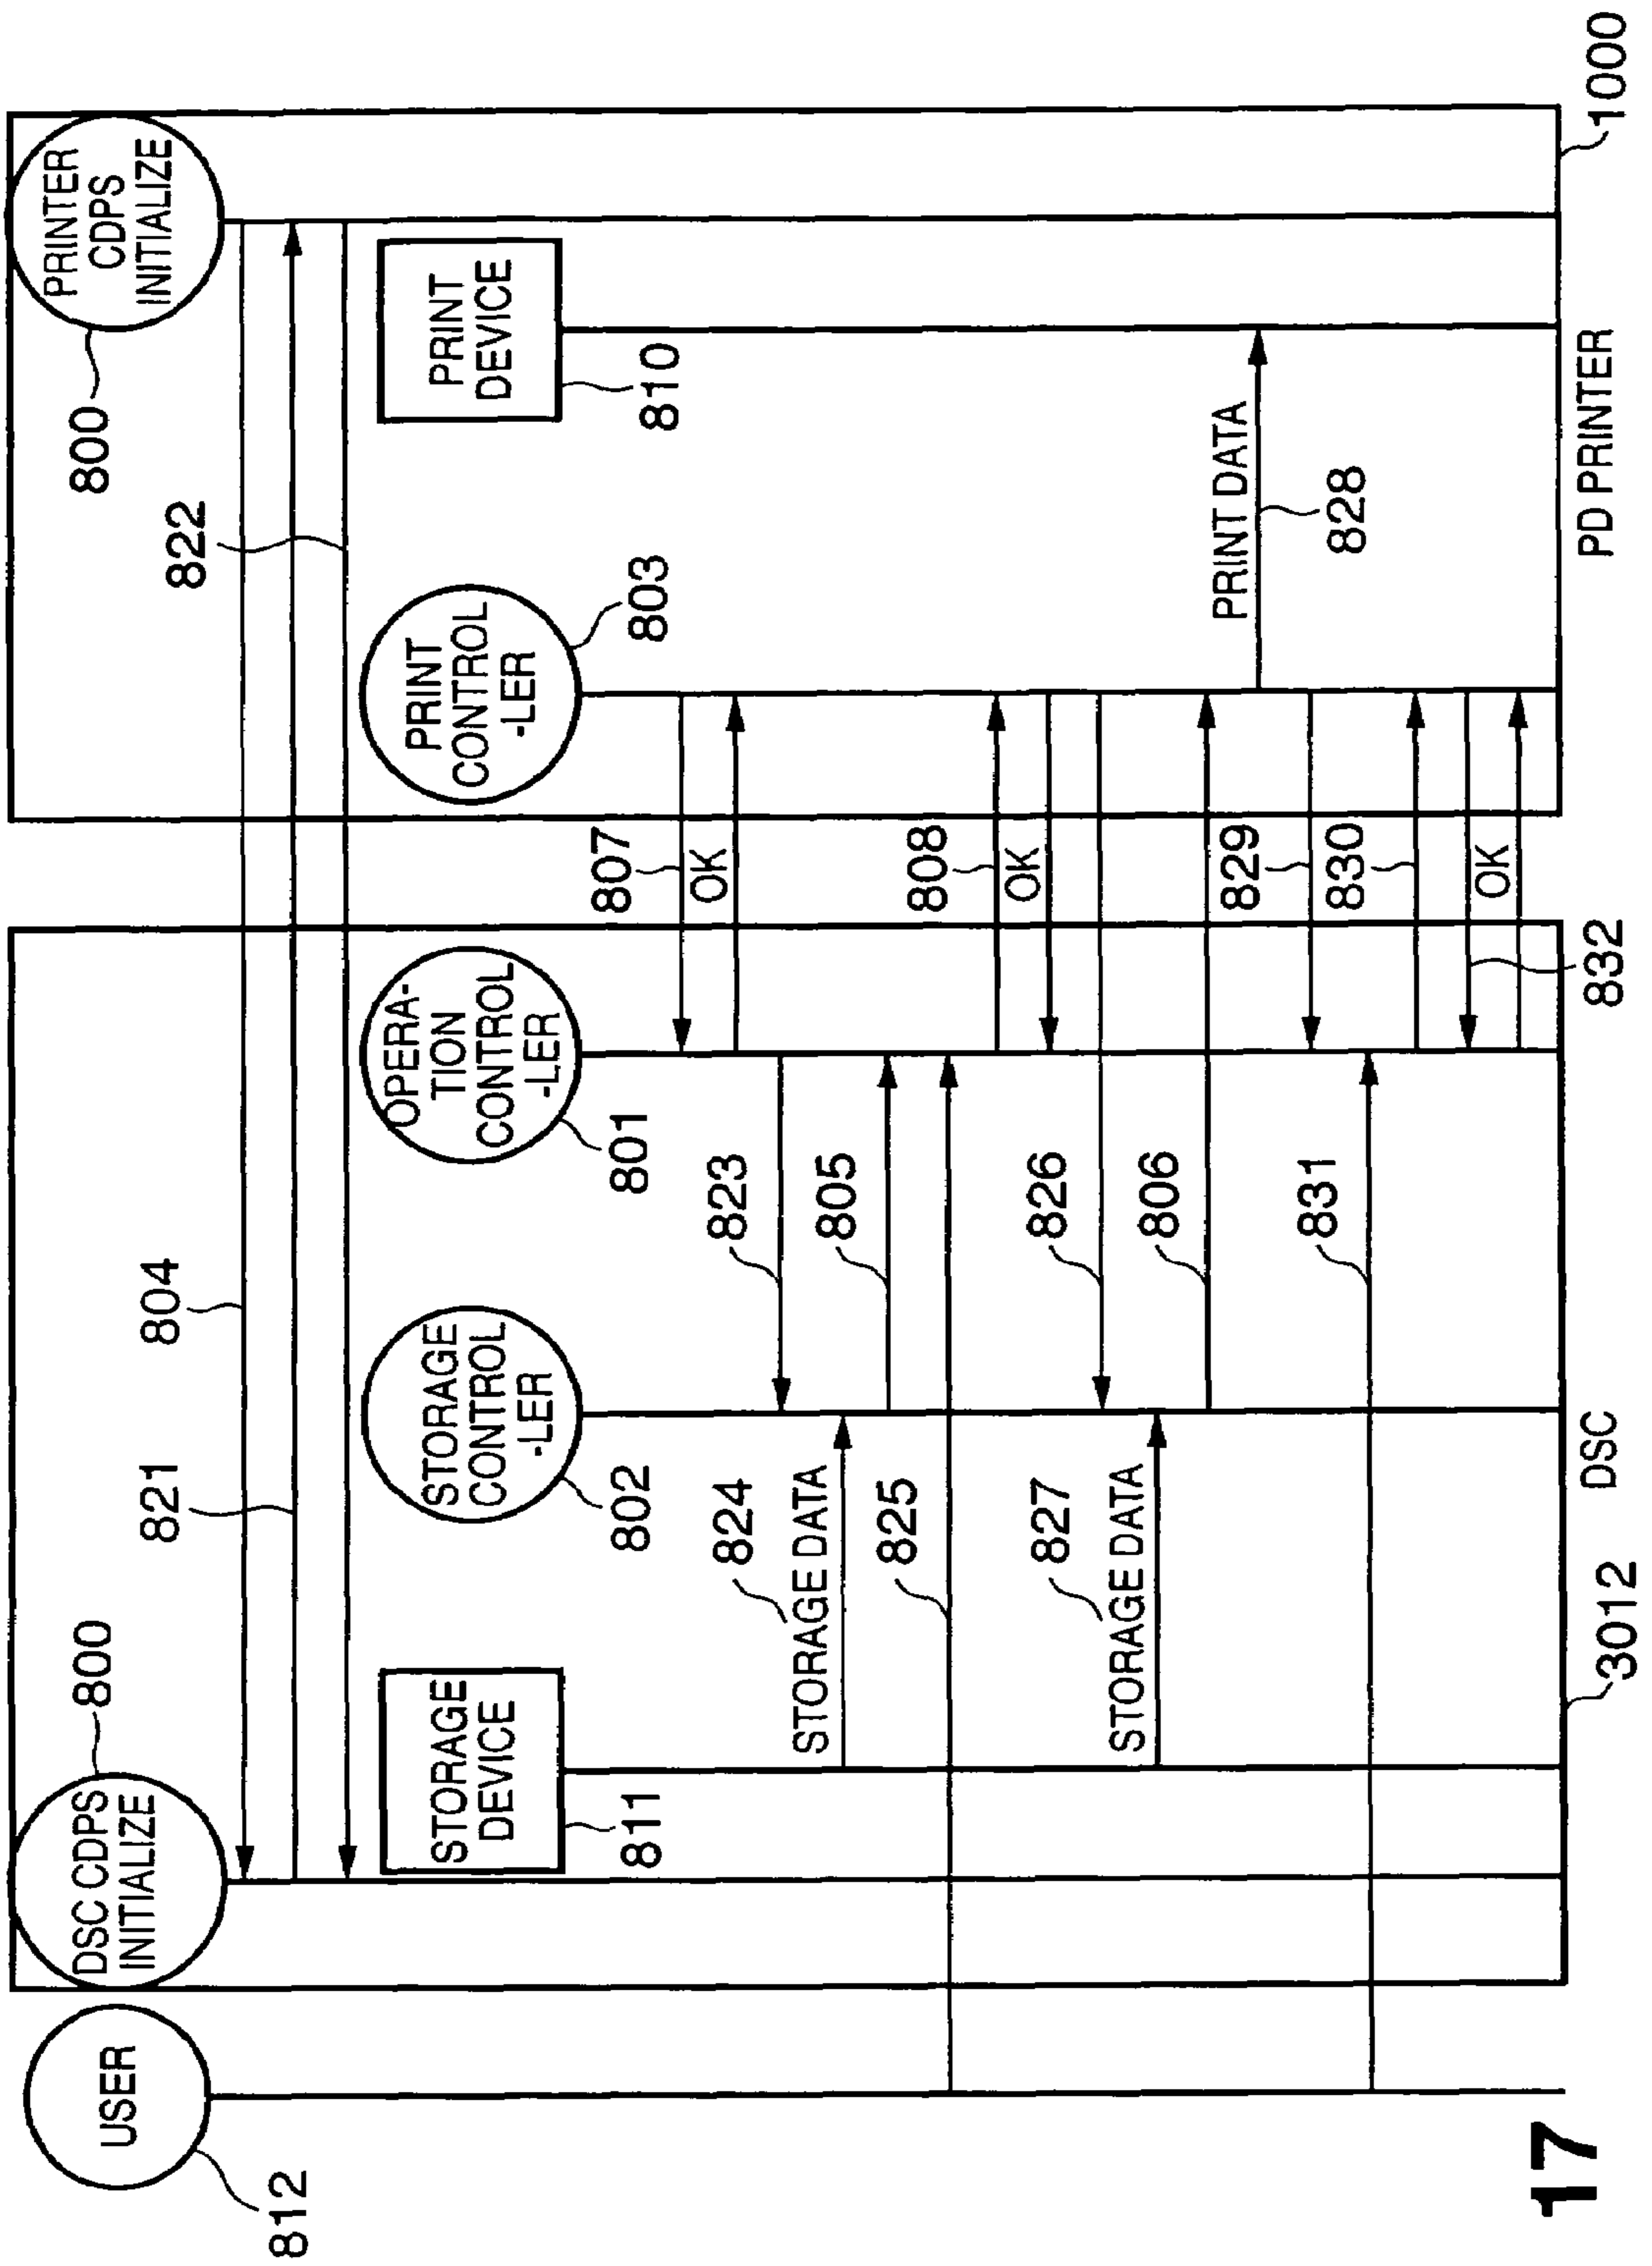 USER
812
DSC CDPS
INITIALIZE
800
PRINTER
CDPS
INITIALIZE
800
804
821
822
STORAGE
DEVICE
811
STORAGE
CONTROL
-LER
802
OPERA-
TION
CONTROL
-LER
801
PRINT
CONTROL
-LER
803
PRINT
DEVICE
810
807
OK
823
824
STORAGE DATA
805
825
808
OK
826
827
STORAGE DATA
806
PRINT DATA
828
829
831
830
OK
832
DSC
3012
PD PRINTER
1000
17